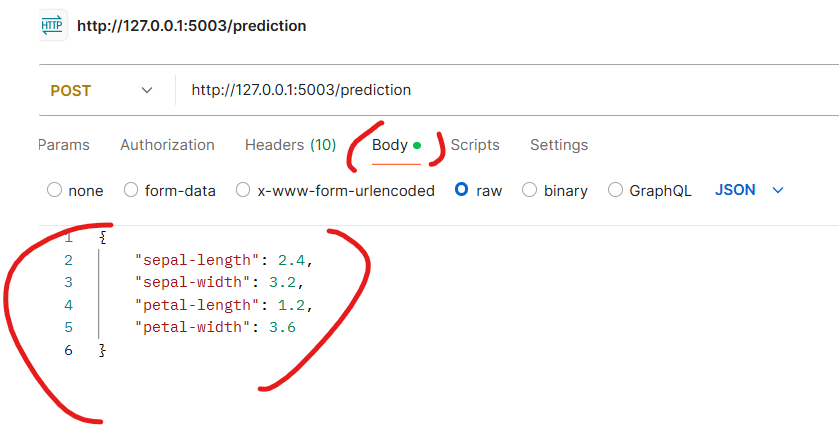 HTTP http://127.0.0.1:5003/prediction
POST http://127.0.0.1:5003/prediction
Params Authorization Headers (10) Body Scripts Settings
none form-data x-www-form-urlencoded raw binary GraphQL JSON
1 {
2 "sepal-length": 2.4,
3 "sepal-width": 3.2,
4 "petal-length": 1.2,
5 "petal-width": 3.6
6 }